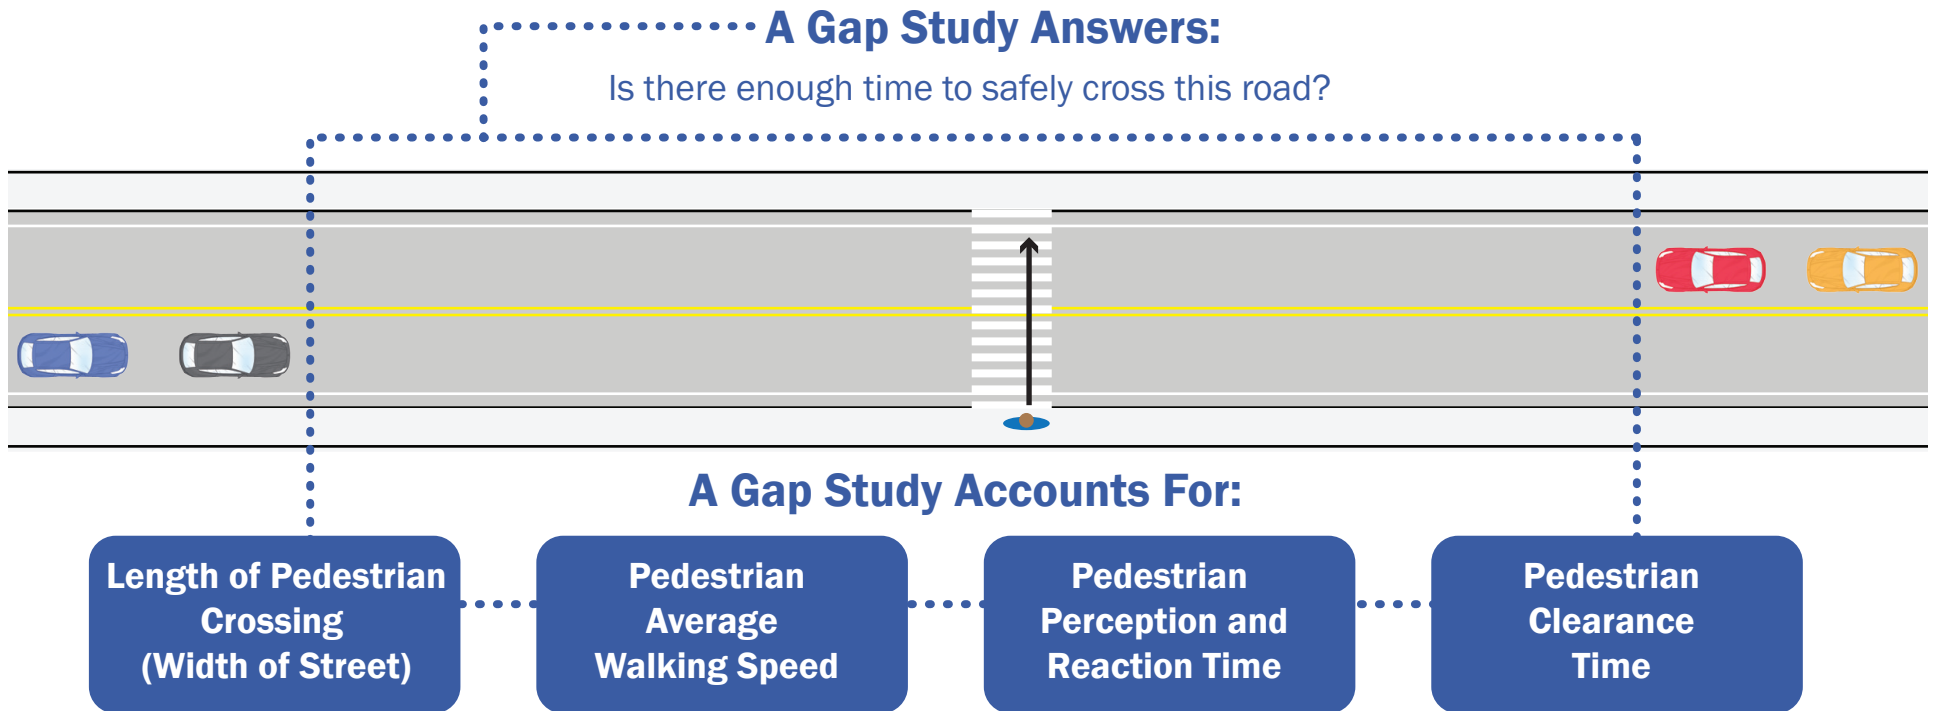 A Gap Study Answers:
Is there enough time to safely cross this road?
A Gap Study Accounts For:
Length of Pedestrian
Crossing
(Width of Street)
Pedestrian
Average
Walking Speed
Pedestrian
Perception and
Reaction Time
Pedestrian
Clearance
Time